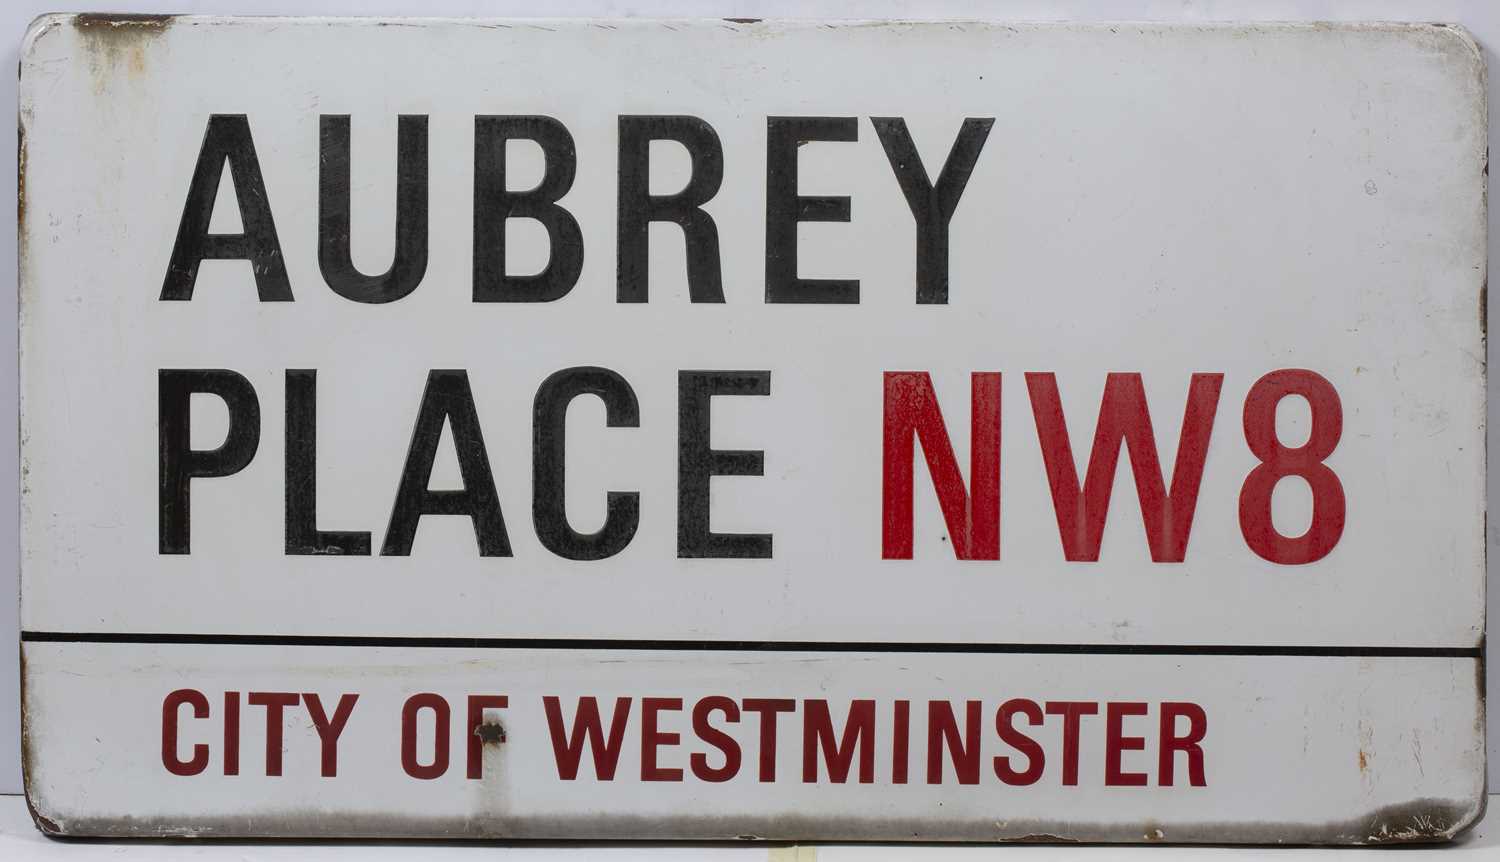 AUBREY
PLACE NW8
CITY OF WESTMINSTER